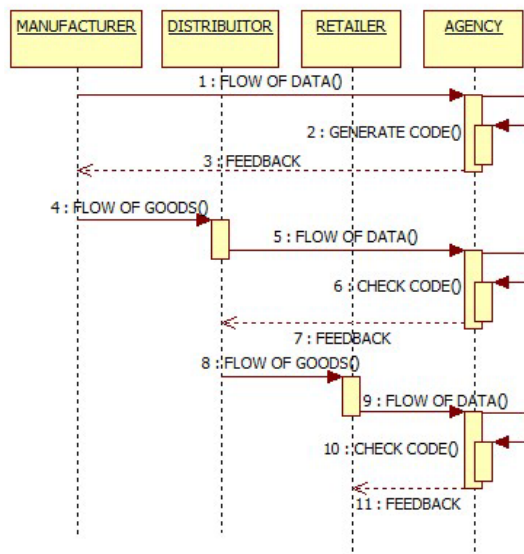 MANUFACTURER
DISTRIBUITOR
RETAILER
AGENCY
1 : FLOW OF DATA()
2 : GENERATE CODE()
3 : FEEDBACK
4 : FLOW OF GOODS()
5 : FLOW OF DATA()
6 : CHECK CODE()
7 : FEEDBACK
8 : FLOW OF GOODS()
9 : FLOW OF DATA()
10 : CHECK CODE()
11 : FEEDBACK